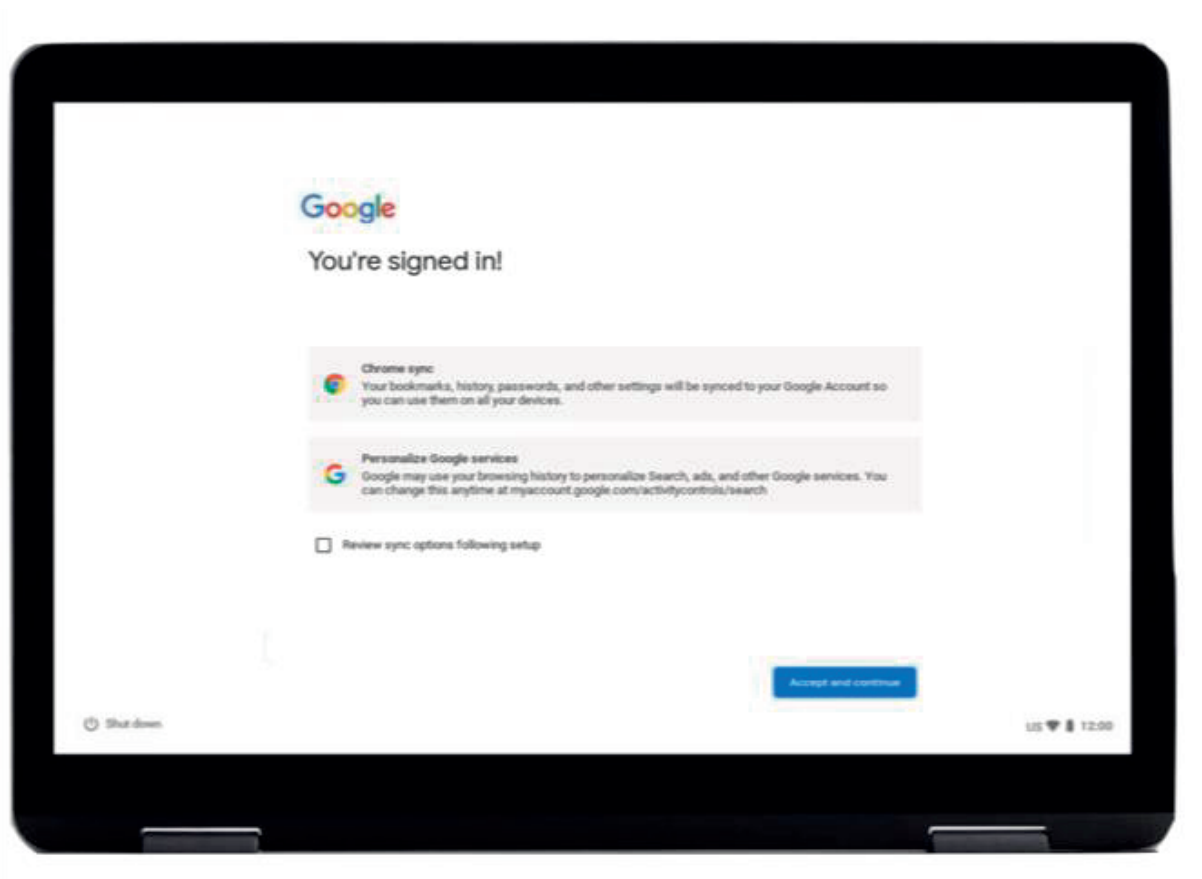 Google
You're signed in!
Chrome sync
Your bookmarks, history, passwords, and other settings will be synced to your Google Account so
you can use them on all your devices.
Personalize Google services
Google may use your browsing history to personalize Search, ads, and other Google services. You
can change this anytime at myaccount.google.com/activitycontrols/search
Review sync options following setup
Accept and continue
Shut down
US 12:00